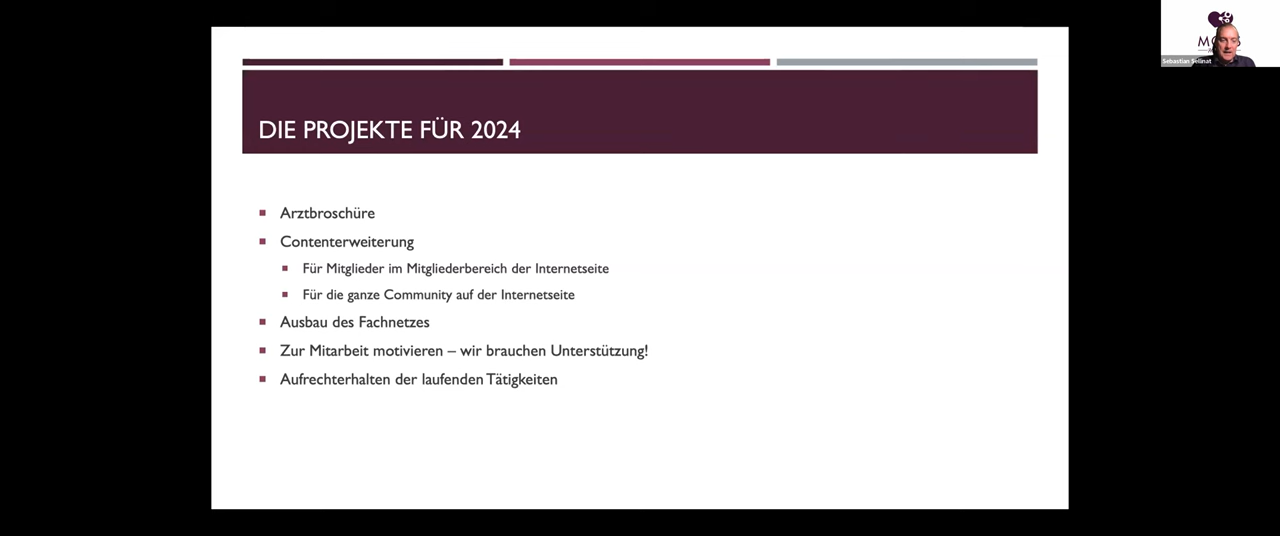 DIE PROJEKTE FÜR 2024
Arztbroschüre
Contenterweiterung
Für Mitglieder im Mitgliederbereich der Internetseite
Für die ganze Community auf der Internetseite
Ausbau des Fachnetzes
Zur Mitarbeit motivieren – wir brauchen Unterstützung!
Aufrechterhalten der laufenden Tätigkeiten
Sebastian Sellnat